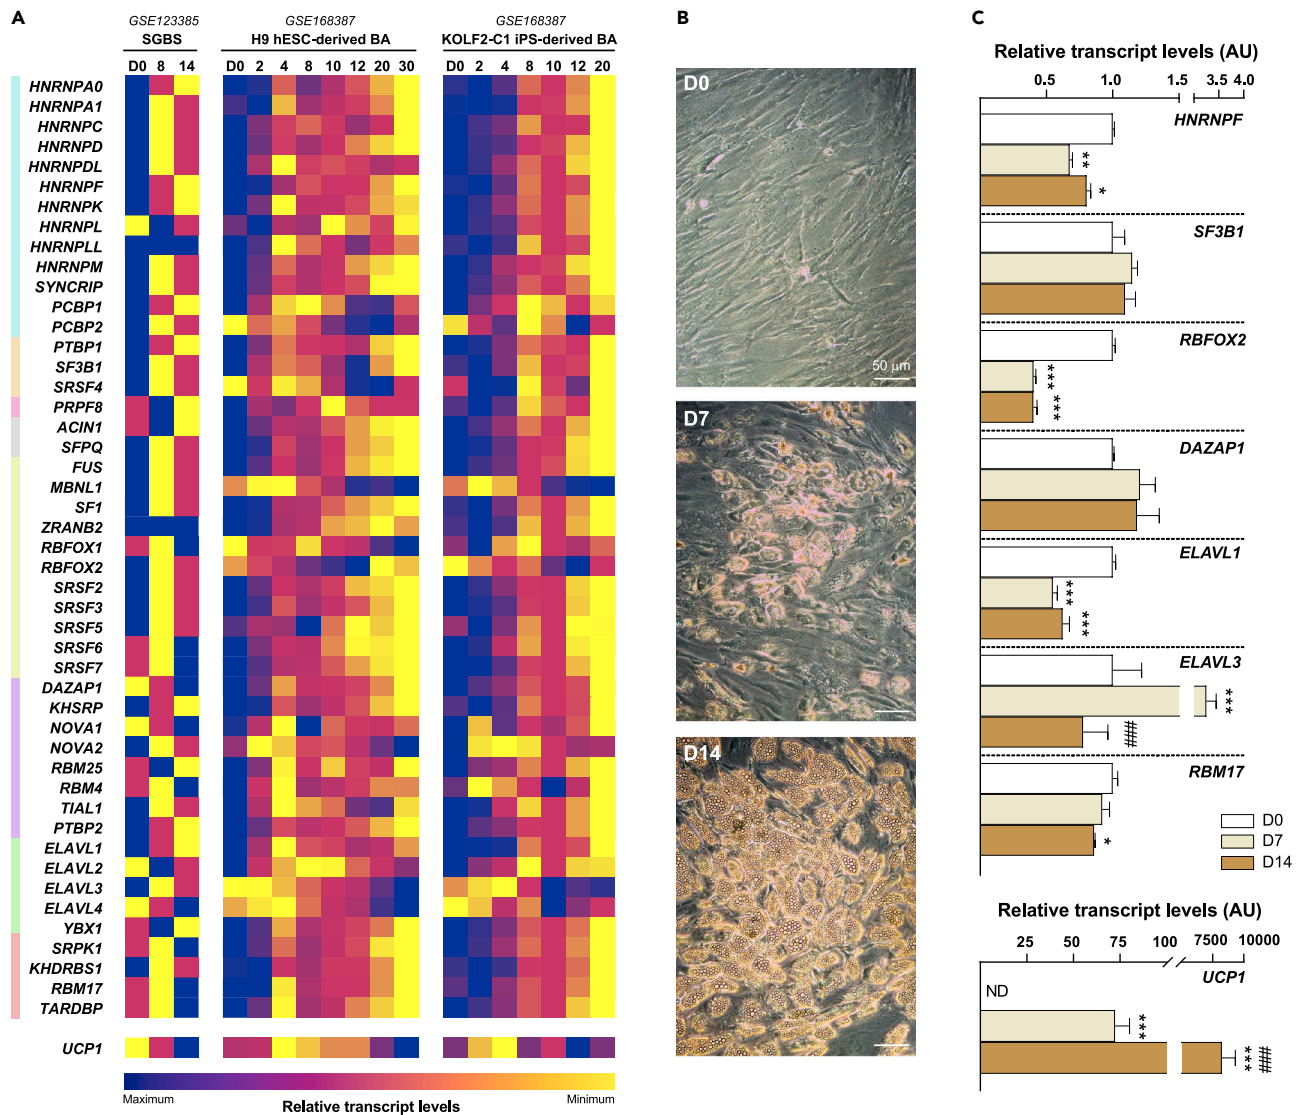 A
GSE123385
SGBS
D0 8 14
GSE168387
H9 hESC-derived BA
D0 2 4 8 10 12 20 30
GSE168387
KOLF2-C1 iPS-derived BA
D0 2 4 8 10 12 20
HNRNPA0
HNRNPA1
HNRNPC
HNRNPD
HNRNPDL
HNRNPF
HNRNPK
HNRNPL
HNRNPLL
HNRNPM
SYNCRIP
PCBP1
PCBP2
PTBP1
SF3B1
SRSF4
PRPF8
ACIN1
SFPQ
FUS
MBNL1
SF1
ZRANB2
RBFOX1
RBFOX2
SRSF2
SRSF3
SRSF5
SRSF6
SRSF7
DAZAP1
KHSRP
NOVA1
NOVA2
RBM25
RBM4
TIAL1
PTBP2
ELAVL1
ELAVL2
ELAVL3
ELAVL4
YBX1
SRPK1
KHDRBS1
RBM17
TARDBP
UCP1
Maximum
Minimum
Relative transcript levels
B
D0
50 µm
D7
D14
C
Relative transcript levels (AU)
0.5 1.0 1.5 3.5 4.0
HNRNPF
**
*
SF3B1
RBFOX2
***
***
DAZAP1
ELAVL1
***
***
ELAVL3
***
###
RBM17
*
D0
D7
D14
Relative transcript levels (AU)
25 50 75 100 7500 10000
UCP1
ND
***
***
###